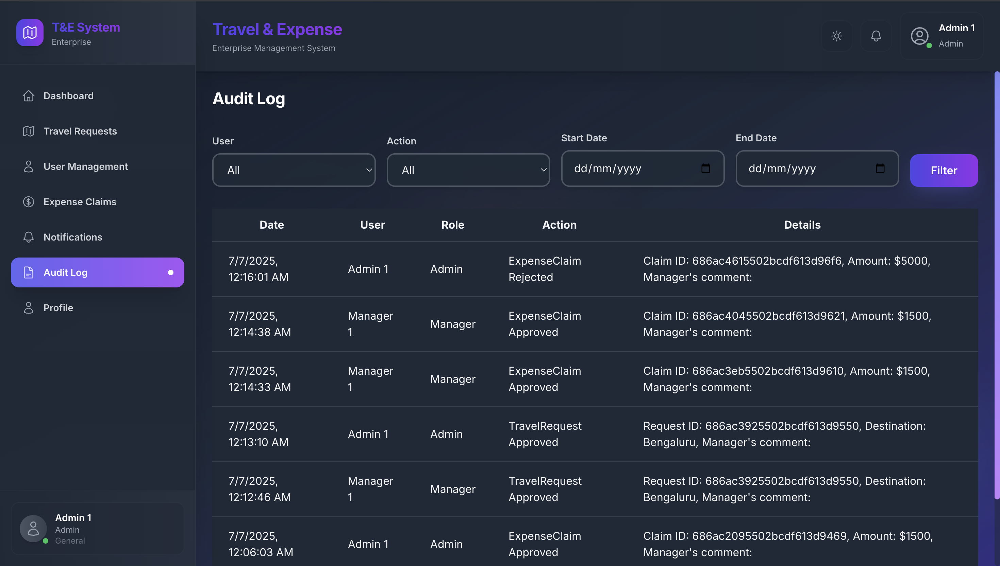 T&E System
Enterprise
Dashboard
Travel Requests
User Management
Expense Claims
Notifications
Audit Log
Profile
Admin 1
Admin
General
Travel & Expense
Enterprise Management System
Admin 1
Admin
Audit Log
User
Action
Start Date
End Date
All
All
dd/mm/yyyy
dd/mm/yyyy
Filter
Date User Role Action Details
7/7/2025,
12:16:01 AM
Admin 1
Admin
ExpenseClaim
Rejected
Claim ID: 686ac4615502bcdf613d96f6, Amount: $5000,
Manager's comment:
7/7/2025,
12:14:38 AM
Manager
1
Manager
ExpenseClaim
Approved
Claim ID: 686ac4045502bcdf613d9621, Amount: $1500,
Manager's comment:
7/7/2025,
12:14:33 AM
Manager
1
Manager
ExpenseClaim
Approved
Claim ID: 686ac3eb5502bcdf613d9610, Amount: $1500,
Manager's comment:
7/7/2025,
12:13:10 AM
Admin 1
Admin
TravelRequest
Approved
Request ID: 686ac3925502bcdf613d9550, Destination:
Bengaluru, Manager's comment:
7/7/2025,
12:12:46 AM
Manager
1
Manager
TravelRequest
Approved
Request ID: 686ac3925502bcdf613d9550, Destination:
Bengaluru, Manager's comment:
7/7/2025,
12:06:03 AM
Admin 1
Admin
ExpenseClaim
Approved
Claim ID: 686ac2095502bcdf613d9469, Amount: $1500,
Manager's comment: